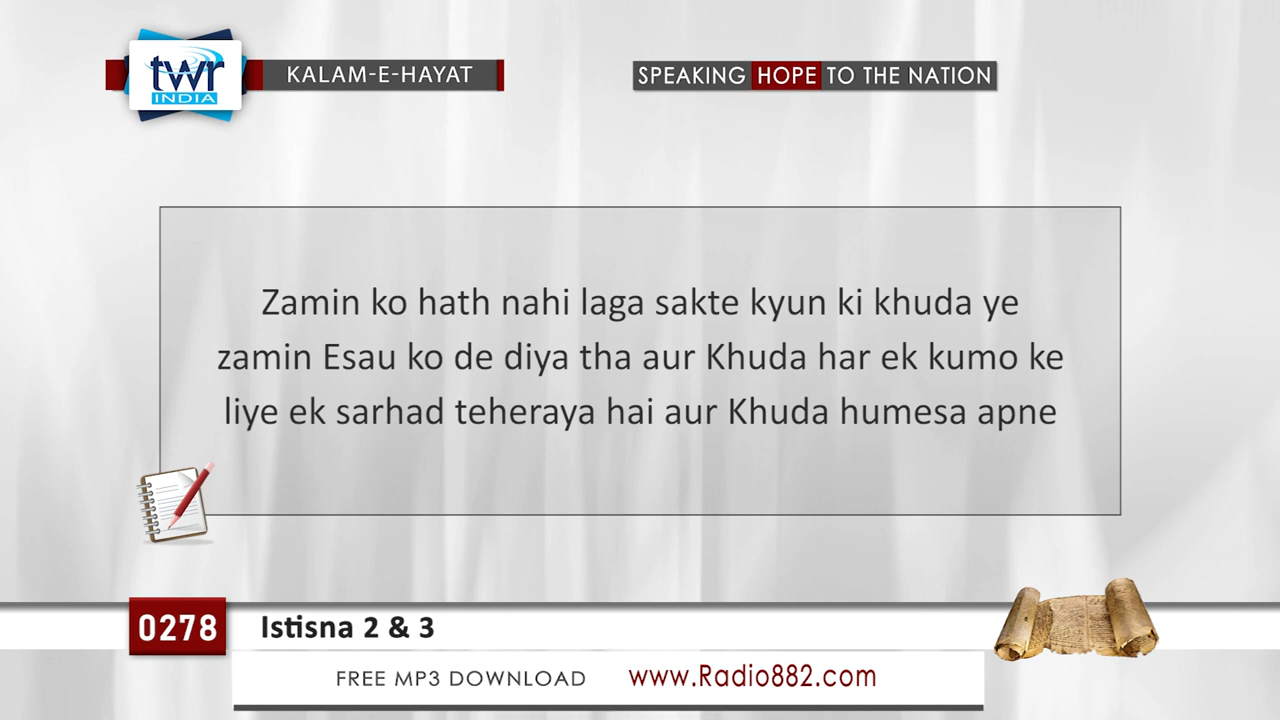 twr
INDIA
KALAM-E-HAYAT
SPEAKING HOPE TO THE NATION
Zamin ko hath nahi laga sakte kyun ki khuda ye
zamin Esau ko de diya tha aur Khuda har ek kumo ke
liye ek sarhad teheraya hai aur Khuda humesa apne
0278
Istisna 2 & 3
FREE MP3 DOWNLOAD www.Radio882.com